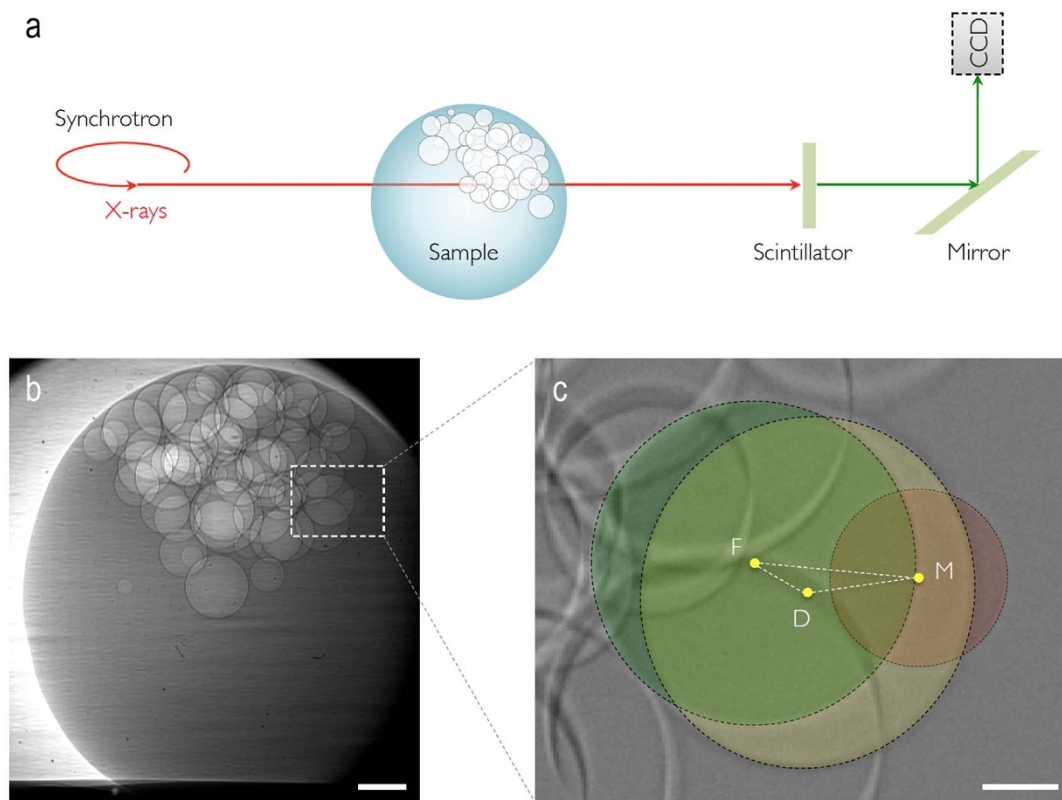 a
CCD
Synchrotron
X-rays
Sample
Scintillator
Mirror
b
c
F
M
D